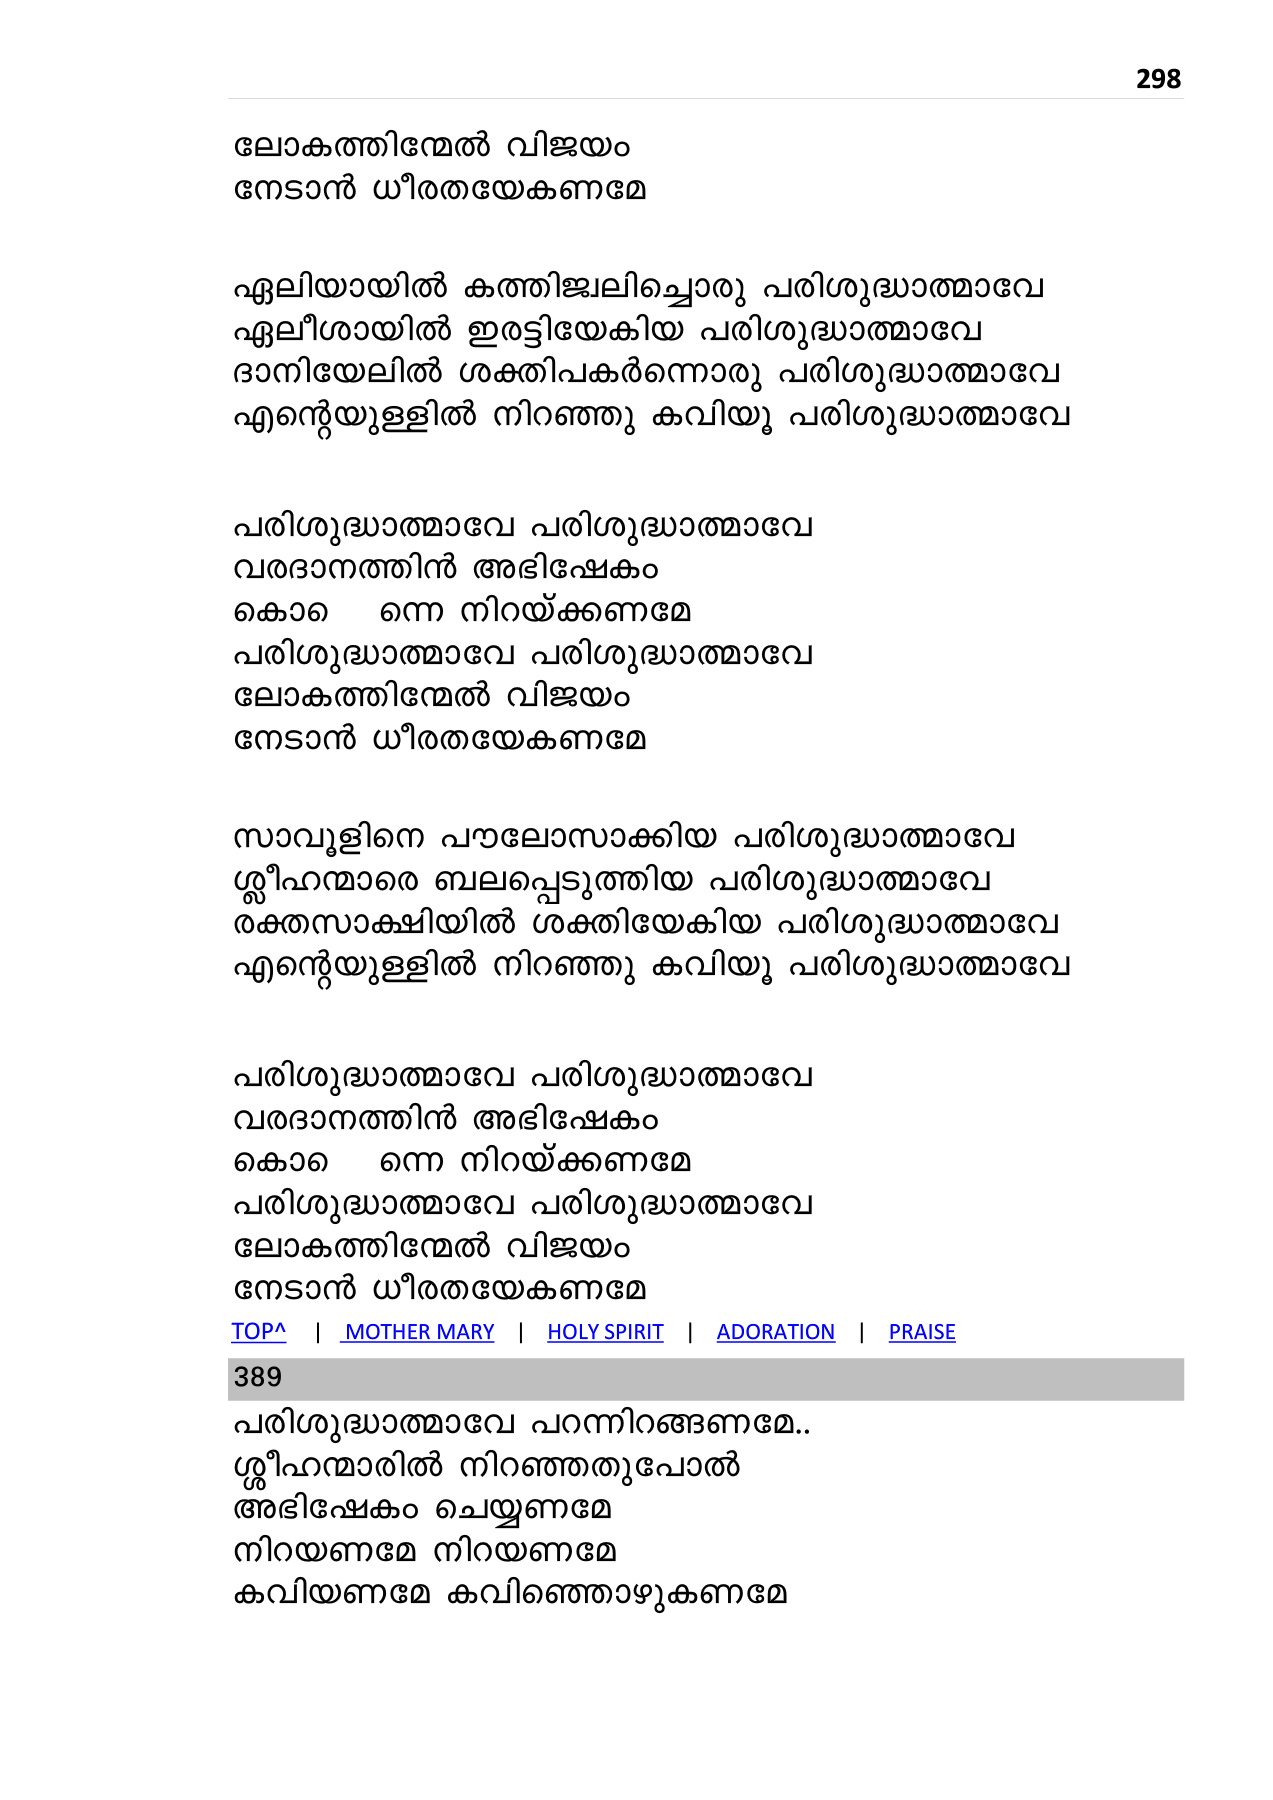 298
ലോകത്തിന്മേൽ വിജയം
നേടാൻ ധീരതയേകണമേ
ഏലിയായിൽ കത്തിജ്വലിച്ചൊരു പരിശുദ്ധാത്മാവേ
ഏലീശായിൽ ഇരട്ടിയേകിയ പരിശുദ്ധാത്മാവേ
ദാനിയേലിൽ ശക്തിപകർന്നൊരു പരിശുദ്ധാത്മാവേ
എന്റെയുള്ളിൽ നിറഞ്ഞു കവിയൂ പരിശുദ്ധാത്മാവേ
പരിശുദ്ധാത്മാവേ പരിശുദ്ധാത്മാവേ
വരദാനത്തിൻ അഭിഷേകം
കൊെ ന്നെ നിറയ്ക്കണമേ
പരിശുദ്ധാത്മാവേ പരിശുദ്ധാത്മാവേ
ലോകത്തിന്മേൽ വിജയം
നേടാൻ ധീരതയേകണമേ
സാവൂളിനെ പൗലോസാക്കിയ പരിശുദ്ധാത്മാവേ
ശ്ലീഹന്മാരെ ബലപ്പെടുത്തിയ പരിശുദ്ധാത്മാവേ
രക്തസാക്ഷിയിൽ ശക്തിയേകിയ പരിശുദ്ധാത്മാവേ
എന്റെയുള്ളിൽ നിറഞ്ഞു കവിയൂ പരിശുദ്ധാത്മാവേ
പരിശുദ്ധാത്മാവേ പരിശുദ്ധാത്മാവേ
വരദാനത്തിൻ അഭിഷേകം
കൊെ ന്നെ നിറയ്ക്കണമേ
പരിശുദ്ധാത്മാവേ പരിശുദ്ധാത്മാവേ
ലോകത്തിന്മേൽ വിജയം
നേടാൻ ധീരതയേകണമേ
TOP^ | MOTHER MARY | HOLY SPIRIT | ADORATION | PRAISE
389
പരിശുദ്ധാത്മാവേ പറന്നിറങ്ങണമേ..
ശ്ശീഹന്മാരിൽ നിറഞ്ഞതുപോൽ
അഭിഷേകം ചെയ്യണമേ
നിറയണമേ നിറയണമേ
കവിയണമേ കവിഞ്ഞൊഴുകണമേ